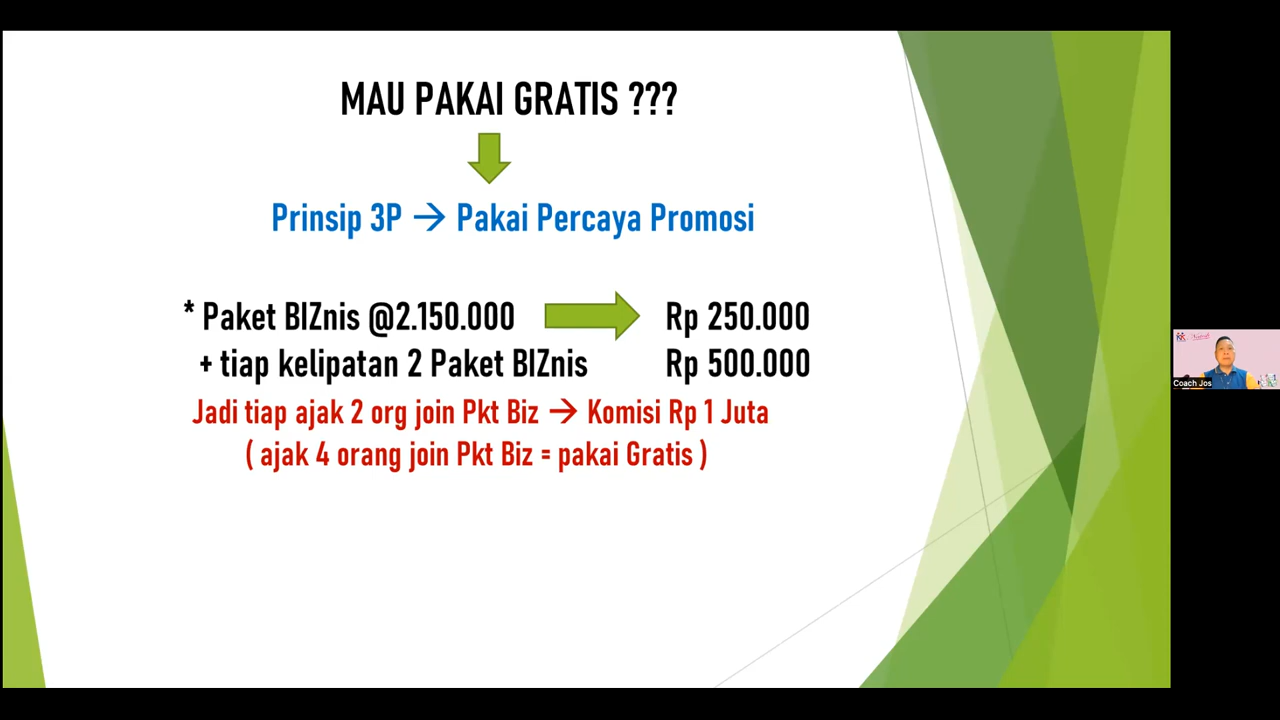 MAU PAKAI GRATIS ???
Prinsip 3P → Pakai Percaya Promosi
* Paket BIZnis @2.150.000 Rp 250.000
+ tiap kelipatan 2 Paket BIZnis Rp 500.000
Jadi tiap ajak 2 org join Pkt Biz → Komisi Rp 1 Juta
( ajak 4 orang join Pkt Biz = pakai Gratis )
Coach Jos